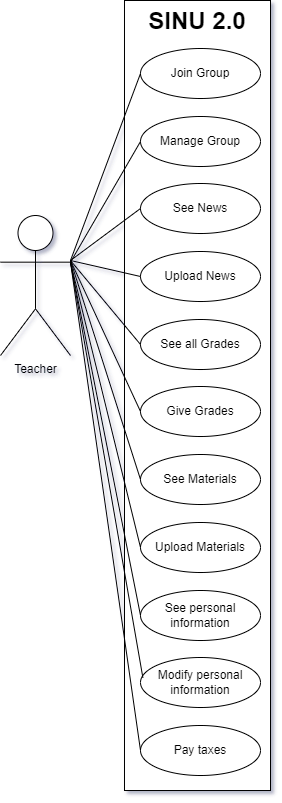 SINU 2.0
Join Group
Manage Group
See News
Upload News
See all Grades
Teacher
Give Grades
See Materials
Upload Materials
See personal
information
Modify personal
information
Pay taxes